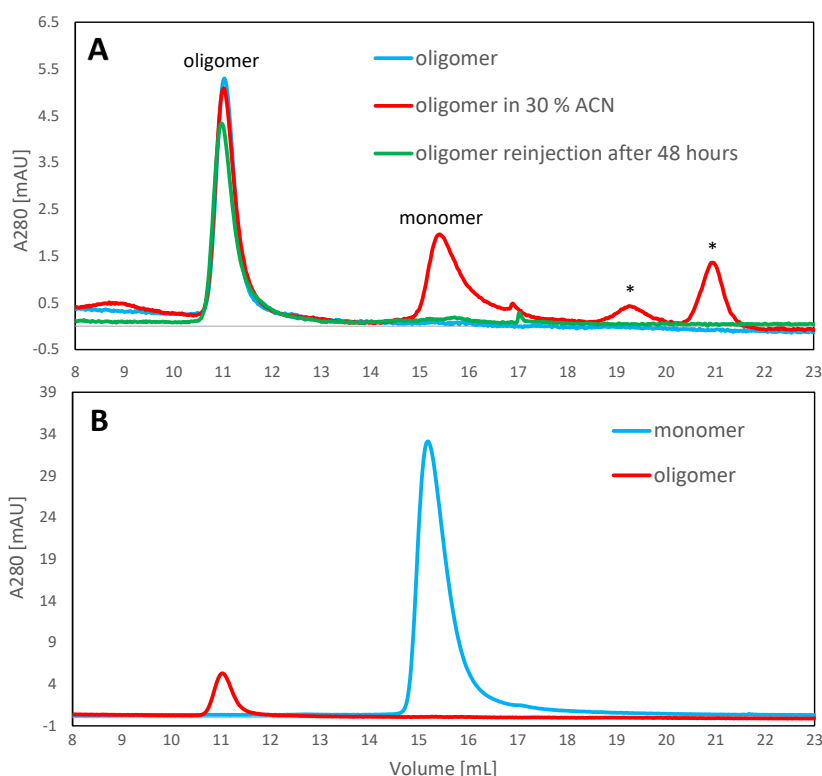 A
oligomer
oligomer
oligomer in 30 % ACN
oligomer reinjection after 48 hours
monomer
*
*
A280 [mAU]
6.5
5.5
4.5
3.5
2.5
1.5
0.5
-0.5
8 9 10 11 12 13 14 15 16 17 18 19 20 21 22 23
B
monomer
oligomer
A280 [mAU]
39
34
29
24
19
14
9
4
-1
8 9 10 11 12 13 14 15 16 17 18 19 20 21 22 23
Volume [mL]